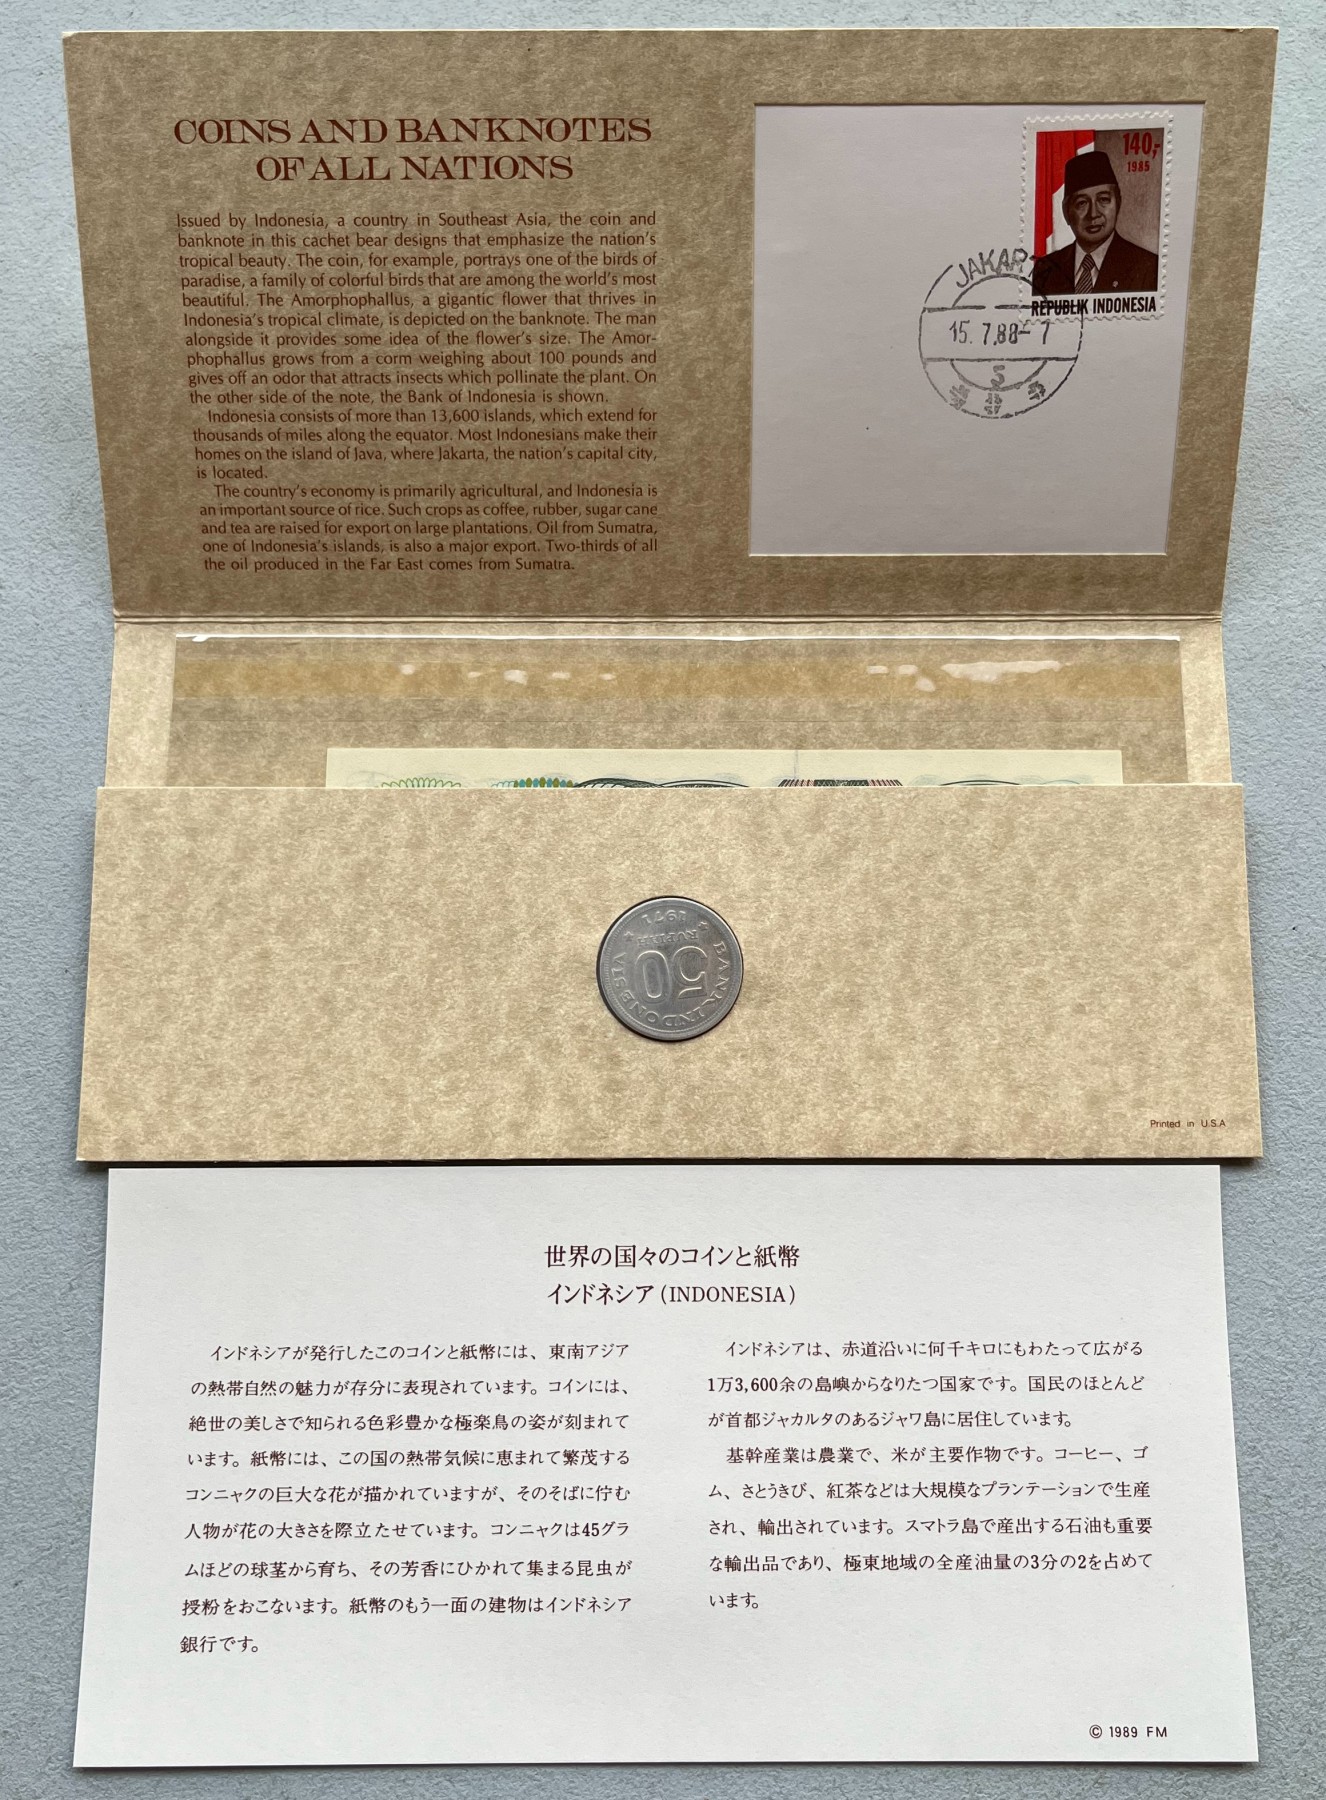 COINS AND BANKNOTES
OF ALL NATIONS
Issued by Indonesia, a country in Southeast Asia, the coin and
banknote in this cachet bear designs that emphasize the nation's
tropical beauty. The coin, for example, portrays one of the birds of
paradise, a family of colorful birds that are among the world's most
beautiful. The Amorphophallus, a gigantic flower that thrives in
Indonesia's tropical climate, is depicted on the banknote. The man
alongside it provides some idea of the flower's size. The Amor-
phophallus grows from a corm weighing about 100 pounds and
gives off an odor that attracts insects which pollinate the plant. On
the other side of the note, the Bank of Indonesia is shown.
Indonesia consists of more than 13,600 islands, which extend for
thousands of miles along the equator. Most Indonesians make their
homes on the island of Java, where Jakarta, the nation's capital city,
is located.
The country's economy is primarily agricultural, and Indonesia is
an important source of rice. Such crops as coffee, rubber, sugar cane
and tea are raised for export on large plantations. Oil from Sumatra,
one of Indonesia's islands, is also a major export. Two-thirds of all
the oil produced in the Far East comes from Sumatra.
140,-
1985
REPUBLIK INDONESIA
15.7.88-7
5
1971
RUPIAH
50
BANK INDONESIA
Printed in U.S.A
世界の国々のコインと紙幣
インドネシア (INDONESIA)
インドネシアが発行したこのコインと紙幣には、東南アジア
の熱帯自然の魅力が存分に表現されています。コインには、
絶世の美しさで知られる色彩豊かな極楽鳥の姿が刻まれて
います。紙幣には、この国の熱帯気候に恵まれて繁茂する
コンニャクの巨大な花が描かれていますが、そのそばに佇む
人物が花の大きさを際立たせています。コンニャクは45グラ
ムほどの球茎から育ち、その芳香にひかれて集まる昆虫が
授粉をおこないます。紙幣のもう一面の建物はインドネシア
銀行です。
インドネシアは、赤道沿いに何千キロにもわたって広がる
1万3,600余の島嶼からなりたつ国家です。国民のほとんど
が首都ジャカルタのあるジャワ島に居住しています。
基幹産業は農業で、米が主要作物です。コーヒー、ゴ
ム、さとうきび、紅茶などは大規模なプランテーションで生産
され、輸出されています。スマトラ島で産出する石油も重要
な輸出品であり、極東地域の全産油量の3分の2を占めて
います。
© 1989 FM